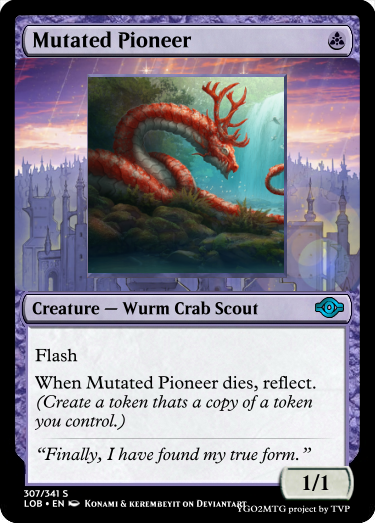 Mutated Pioneer
Creature — Wurm Crab Scout
Flash
When Mutated Pioneer dies, reflect.
(Create a token thats a copy of a token
you control.)
“Finally, I have found my true form.”
1/1
307/341 S
LOB • EN Konami & kerembeyit on Deviantart
YGO2MTG project by TVP